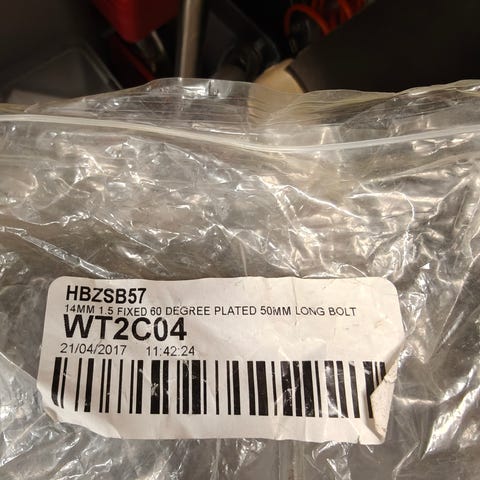 HBZSB57
14MM 1.5 FIXED 60 DEGREE PLATED 50MM LONG BOLT
WT2C04
21/04/2017 11:42:24